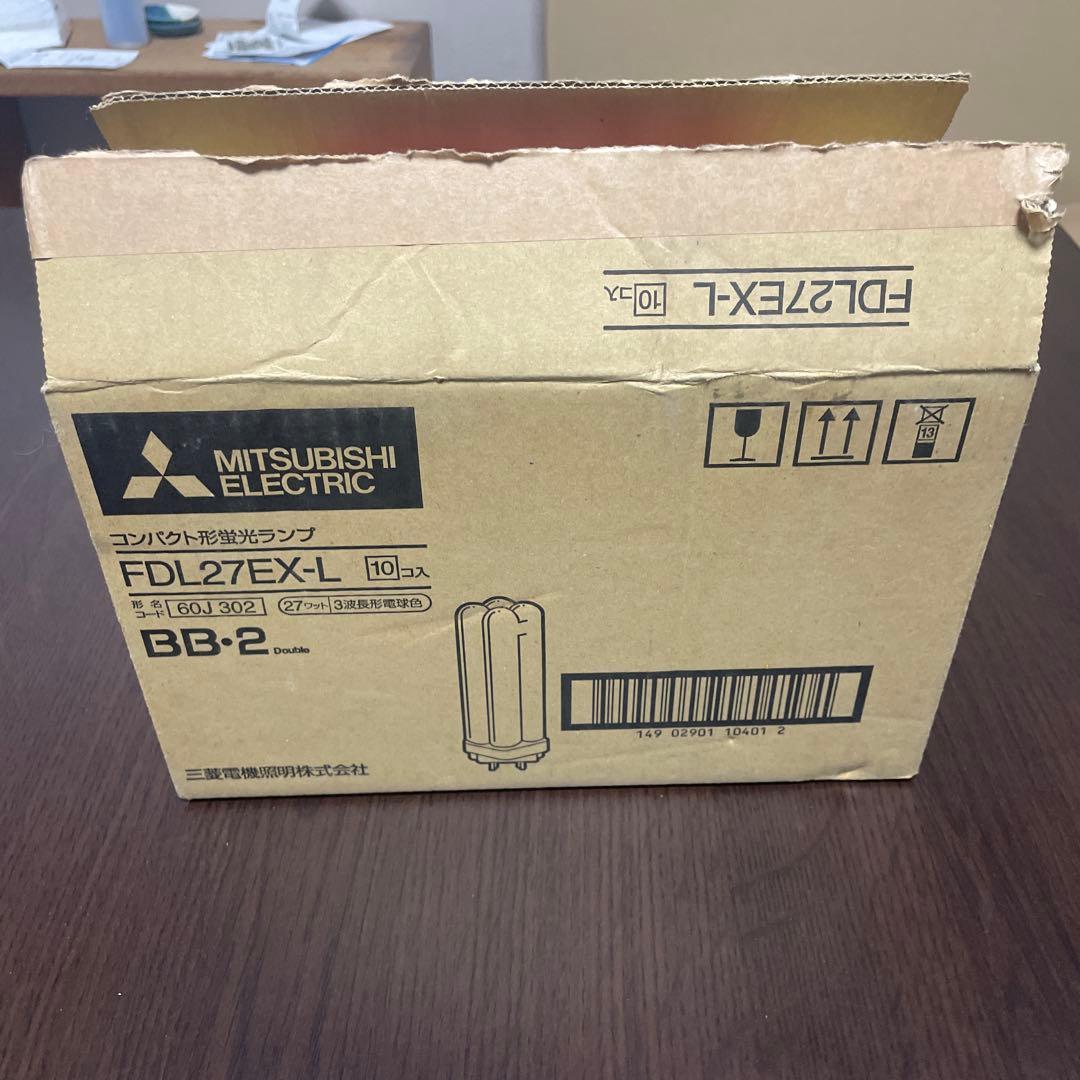 FDL27EX-L 10コ入
MITSUBISHI
ELECTRIC
13
コンパクト形蛍光ランプ
FDL27EX-L 10コ入
形名コード 60J 302 27ワット 3波長形電球色
BB・2 Double
149 02901 10401 2
三菱電機照明株式会社